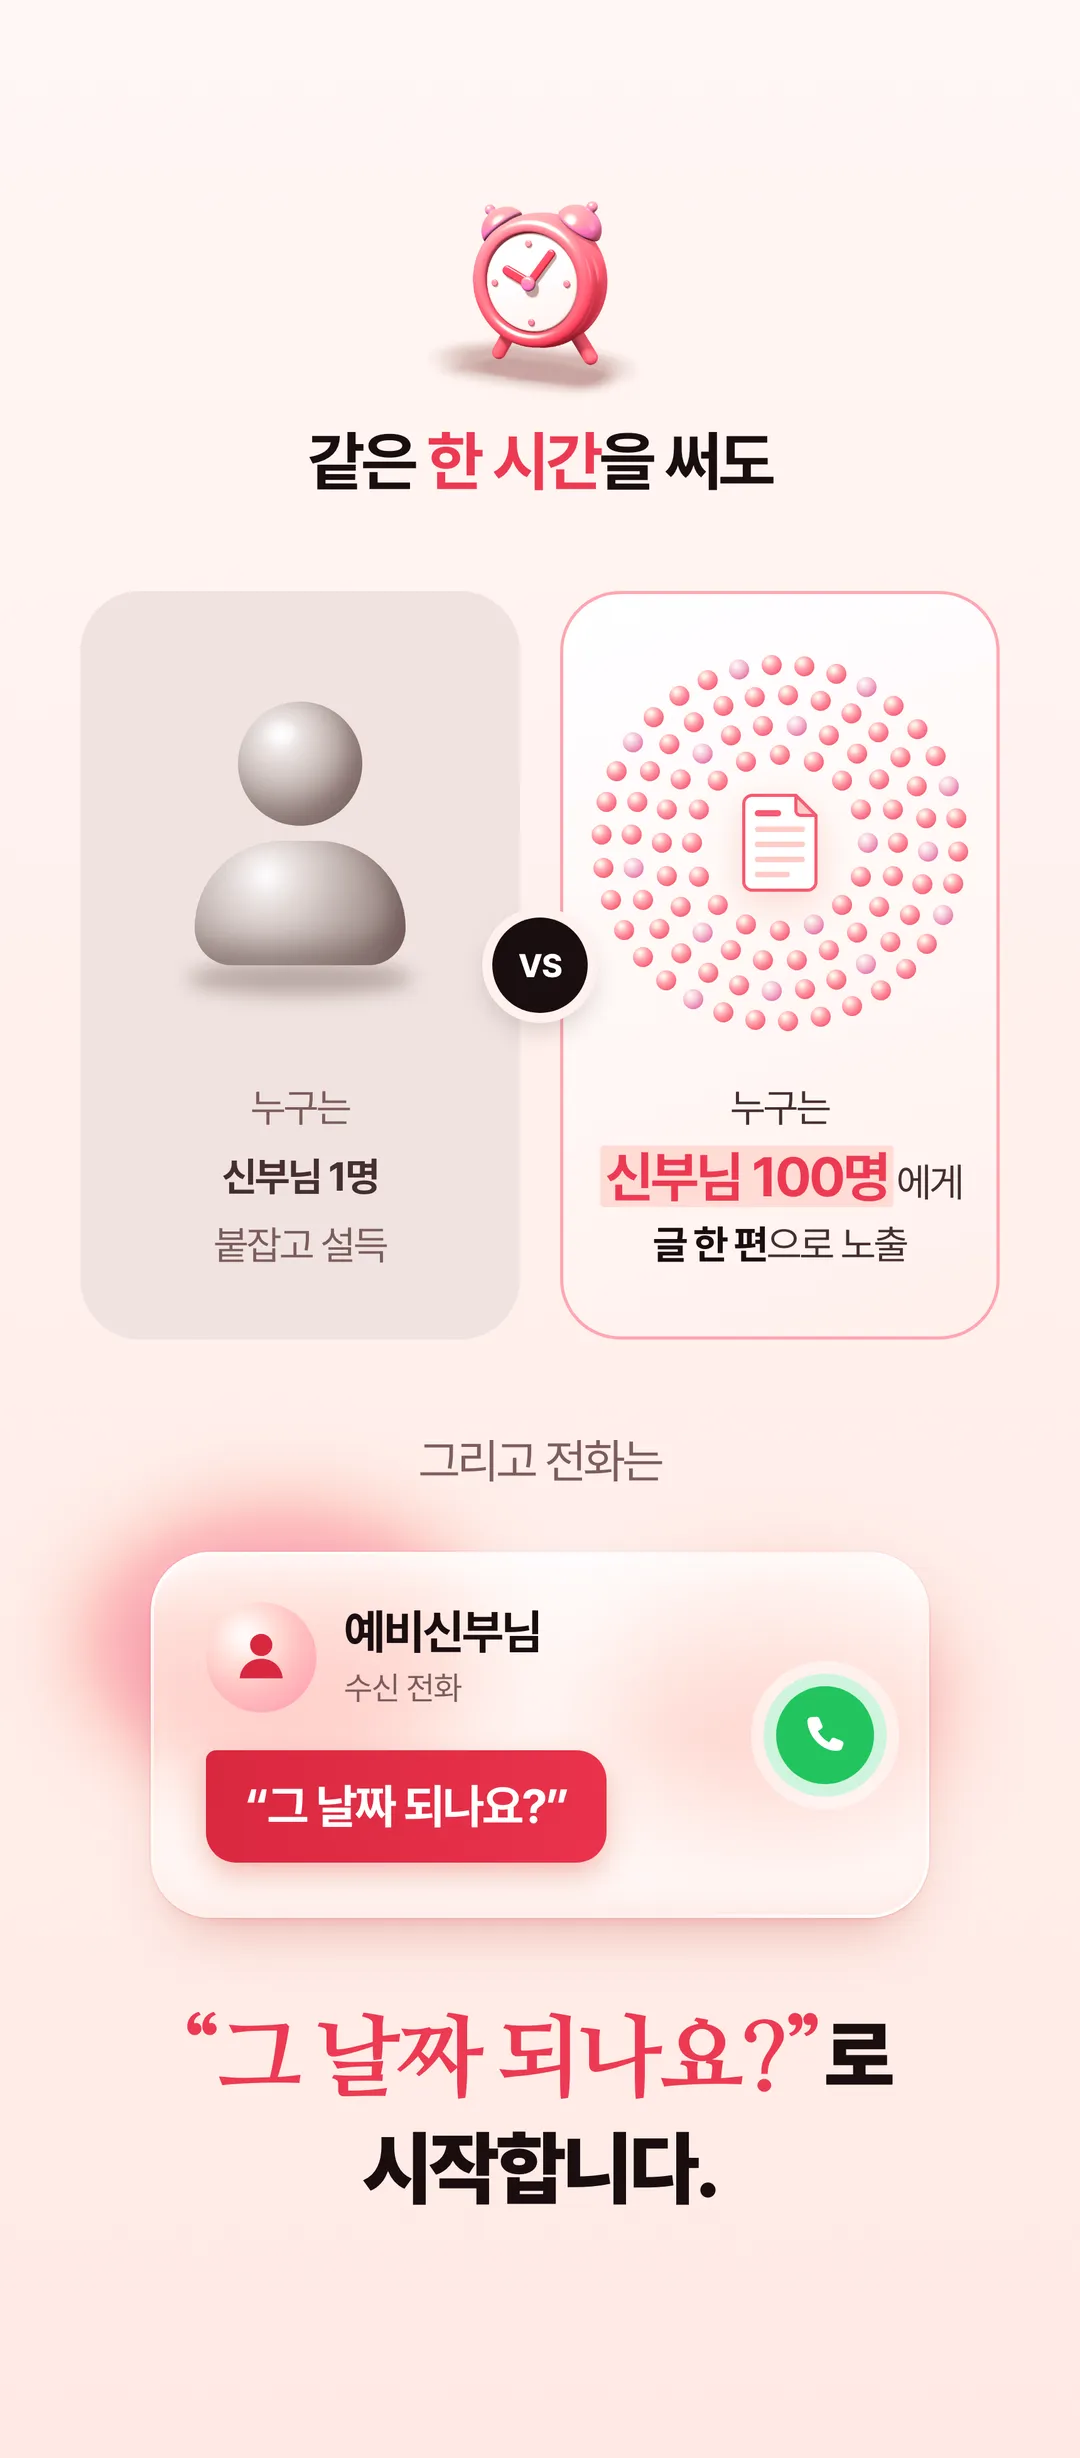 같은 한 시간을 써도
누구는
신부님 1명
붙잡고 설득
VS
누구는
신부님 100명에게
글 한 편으로 노출
그리고 전화는
예비신부님
수신 전화
“그 날짜 되나요?”
“그 날짜 되나요?”로
시작합니다.